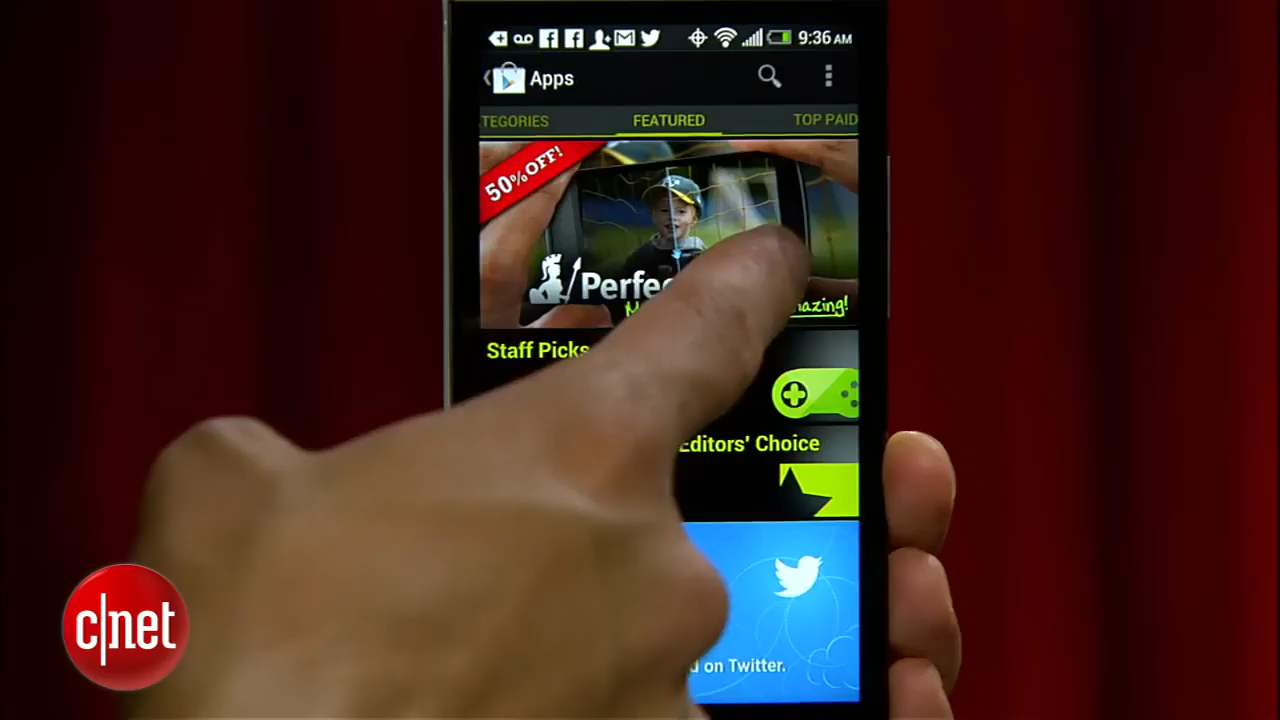 9:36 AM
Apps
TEGORIES FEATURED TOP PAID
50% OFF!
Perfec
azing!
Staff Picks
Editors' Choice
on Twitter.
c|net